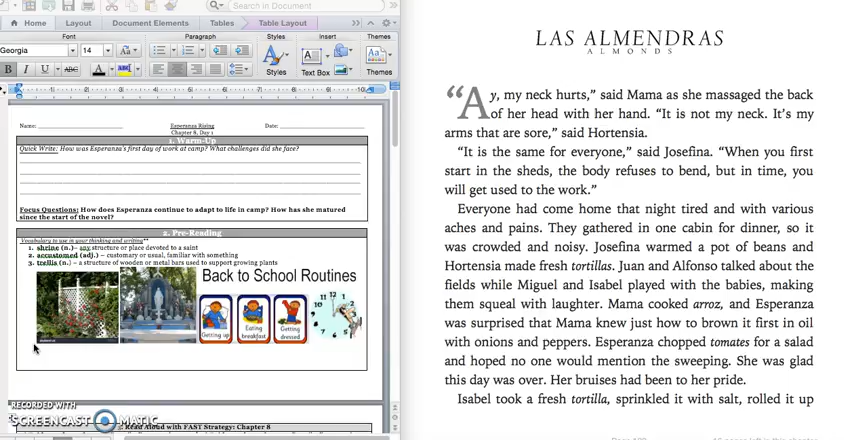 Search in Document
Home Layout Document Elements Tables Table Layout
Font Paragraph Styles Insert Themes
Georgia 14
B I U ABC
Styles Text Box Themes
Name: Esperanza Rising Date:
Chapter 8, Day 1
1. Warm-Up
Quick Write: How was Esperanza's first day of work at camp? What challenges did she face?
Focus Questions: How does Esperanza continue to adapt to life in camp? How has she matured
since the start of the novel?
2. Pre-Reading
Vocabulary to use in your thinking and writing**
1. shrine (n.)– any structure or place devoted to a saint
2. accustomed (adj.) – customary or usual, familiar with something
3. trellis (n.) – a structure of wooden or metal bars used to support growing plants
Back to School Routines
Getting up
Eating breakfast
Getting dressed
RECORDED WITH
SCREENCAST MATIC
Read Aloud with FAST Strategy: Chapter 8
LAS ALMENDRAS
ALMONDS
“Ay, my neck hurts,” said Mama as she massaged the back
of her head with her hand. “It is not my neck. It's my
arms that are sore,” said Hortensia.
“It is the same for everyone,” said Josefina. “When you first
start in the sheds, the body refuses to bend, but in time, you
will get used to the work.”
Everyone had come home that night tired and with various
aches and pains. They gathered in one cabin for dinner, so it
was crowded and noisy. Josefina warmed a pot of beans and
Hortensia made fresh tortillas. Juan and Alfonso talked about the
fields while Miguel and Isabel played with the babies, making
them squeal with laughter. Mama cooked arroz, and Esperanza
was surprised that Mama knew just how to brown it first in oil
with onions and peppers. Esperanza chopped tomates for a salad
and hoped no one would mention the sweeping. She was glad
this day was over. Her bruises had been to her pride.
Isabel took a fresh tortilla, sprinkled it with salt, rolled it up